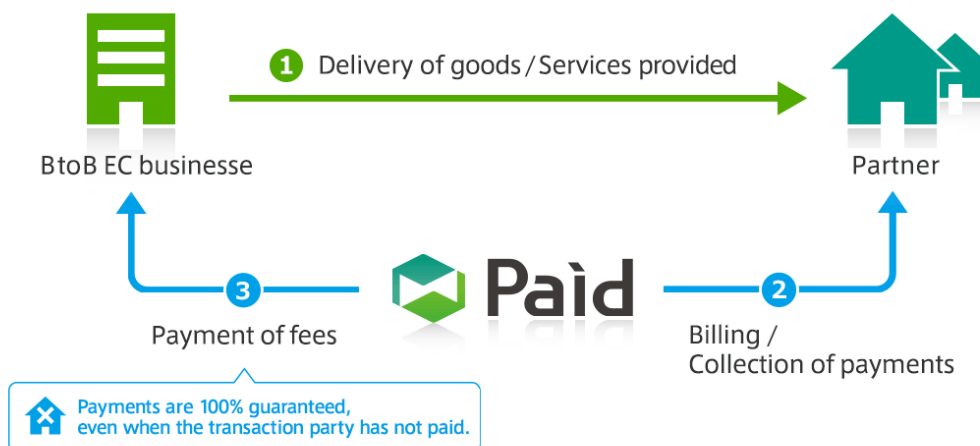 1 Delivery of goods / Services provided
BtoB EC businesse
Partner
Paìd
3
2
Payment of fees
Billing /
Collection of payments
Payments are 100% guaranteed,
even when the transaction party has not paid.